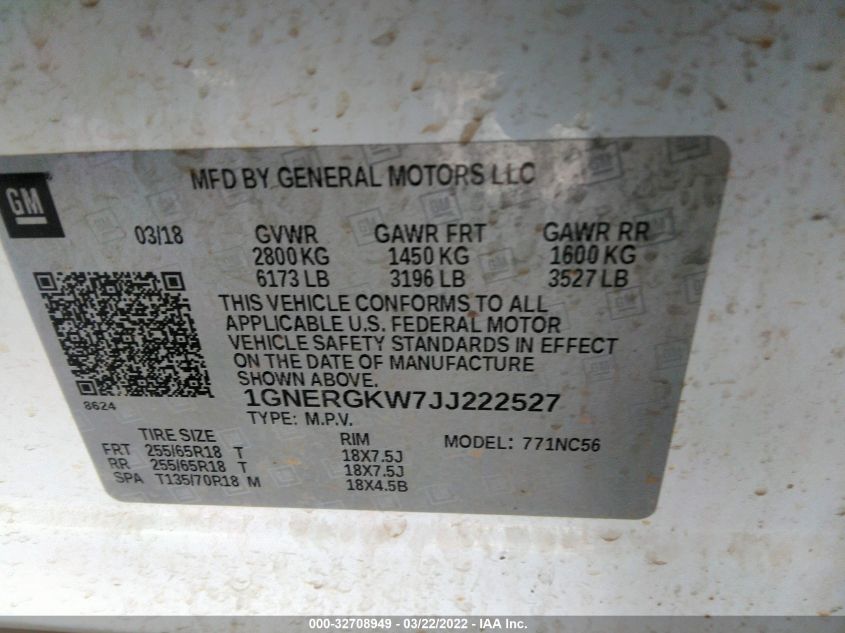 GM
MFD BY GENERAL MOTORS LLC
03/18 GVWR GAWR FRT GAWR RR
2800 KG 1450 KG 1600 KG
6173 LB 3196 LB 3527 LB
THIS VEHICLE CONFORMS TO ALL
APPLICABLE U.S. FEDERAL MOTOR
VEHICLE SAFETY STANDARDS IN EFFECT
ON THE DATE OF MANUFACTURE
SHOWN ABOVE.
8624
1GNERGKW7JJ222527
TYPE: M.P.V.
TIRE SIZE RIM MODEL: 771NC56
FRT 255/65R18 T 18X7.5J
RR 255/65R18 T 18X7.5J
SPA T135/70R18 M 18X4.5B
000-32708949 - 03/22/2022 - IAA Inc.